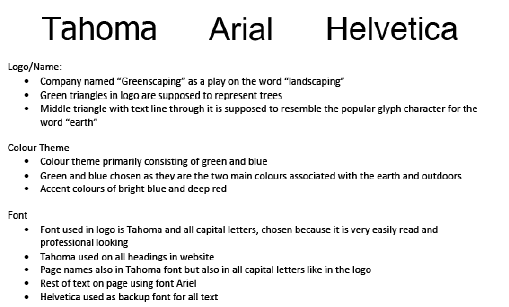 Tahoma Arial Helvetica
Logo/Name:
• Company named “Greenscaping” as a play on the word “landscaping”
• Green triangles in logo are supposed to represent trees
• Middle triangle with text line through it is supposed to resemble the popular glyph character for the
word “earth”
Colour Theme
• Colour theme primarily consisting of green and blue
• Green and blue chosen as they are the two main colours associated with the earth and outdoors
• Accent colours of bright blue and deep red
Font
• Font used in logo is Tahoma and all capital letters, chosen because it is very easily read and
professional looking
• Tahoma used on all headings in website
• Page names also in Tahoma font but also in all capital letters like in the logo
• Rest of text on page using font Ariel
• Helvetica used as backup font for all text